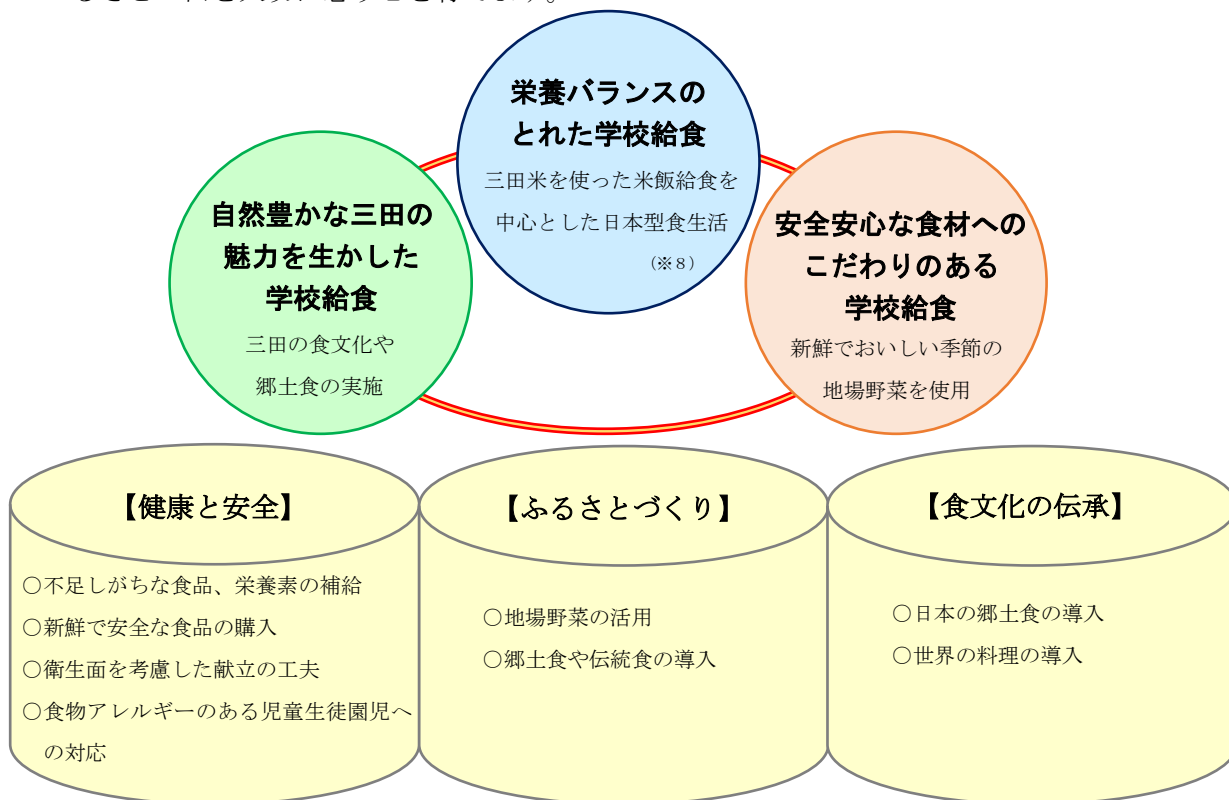 栄養バランスの
とれた学校給食
三田米を使った米飯給食を
中心とした日本型食生活
(※8)
自然豊かな三田の
魅力を生かした
学校給食
三田の食文化や
郷土食の実施
安全安心な食材への
こだわりのある
学校給食
新鮮でおいしい季節の
地場野菜を使用
【健康と安全】
○不足しがちな食品、栄養素の補給
○新鮮で安全な食品の購入
○衛生面を考慮した献立の工夫
○食物アレルギーのある児童生徒園児へ
の対応
【ふるさとづくり】
○地場野菜の活用
○郷土食や伝統食の導入
【食文化の伝承】
○日本の郷土食の導入
○世界の料理の導入